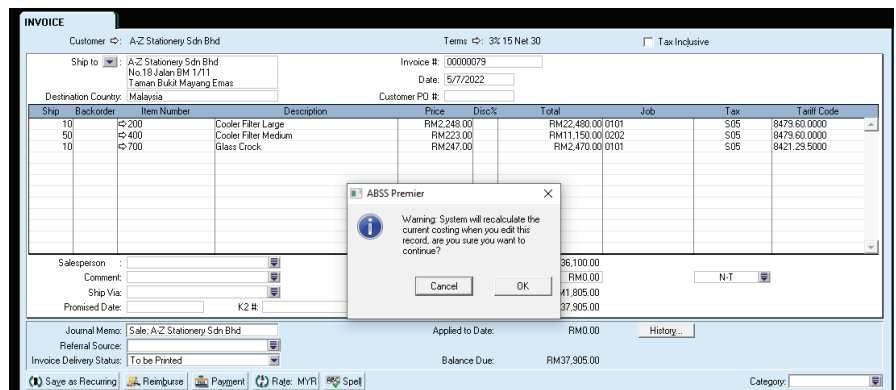 INVOICE
Customer ⇨: A-Z Stationery Sdn Bhd Terms ⇨: 3% 15 Net 30 Tax Inclusive
Ship to : A-Z Stationery Sdn Bhd Invoice #: 00000079
No.18 Jalan BM 1/11
Taman Bukit Mayang Emas Date: 5/7/2022
Destination Country: Malaysia Customer PO #:
Ship Backorder Item Number Description Price Disc% Total Job Tax Tariff Code
10 ⇨200 Cooler Filter Large RM2,248.00 RM22,480.00 0101 S05 8479.60.0000
50 ⇨400 Cooler Filter Medium RM223.00 RM11,150.00 0202 S05 8479.60.0000
10 ⇨700 Glass Crock RM247.00 RM2,470.00 0101 S05 8421.29.5000
ABSS Premier
Warning: System will recalculate the
current costing when you edit this
record, are you sure you want to
continue?
Cancel OK
Salesperson : 36,100.00
Comment: RM0.00 N-T
Ship Via: M1,805.00
Promised Date: K2 #: 37,905.00
Journal Memo: Sale; A-Z Stationery Sdn Bhd Applied to Date: RM0.00 History...
Referral Source:
Invoice Delivery Status: To be Printed Balance Due: RM37,905.00
Save as Recurring Reimburse Payment Rate: MYR ABC Spell Category: